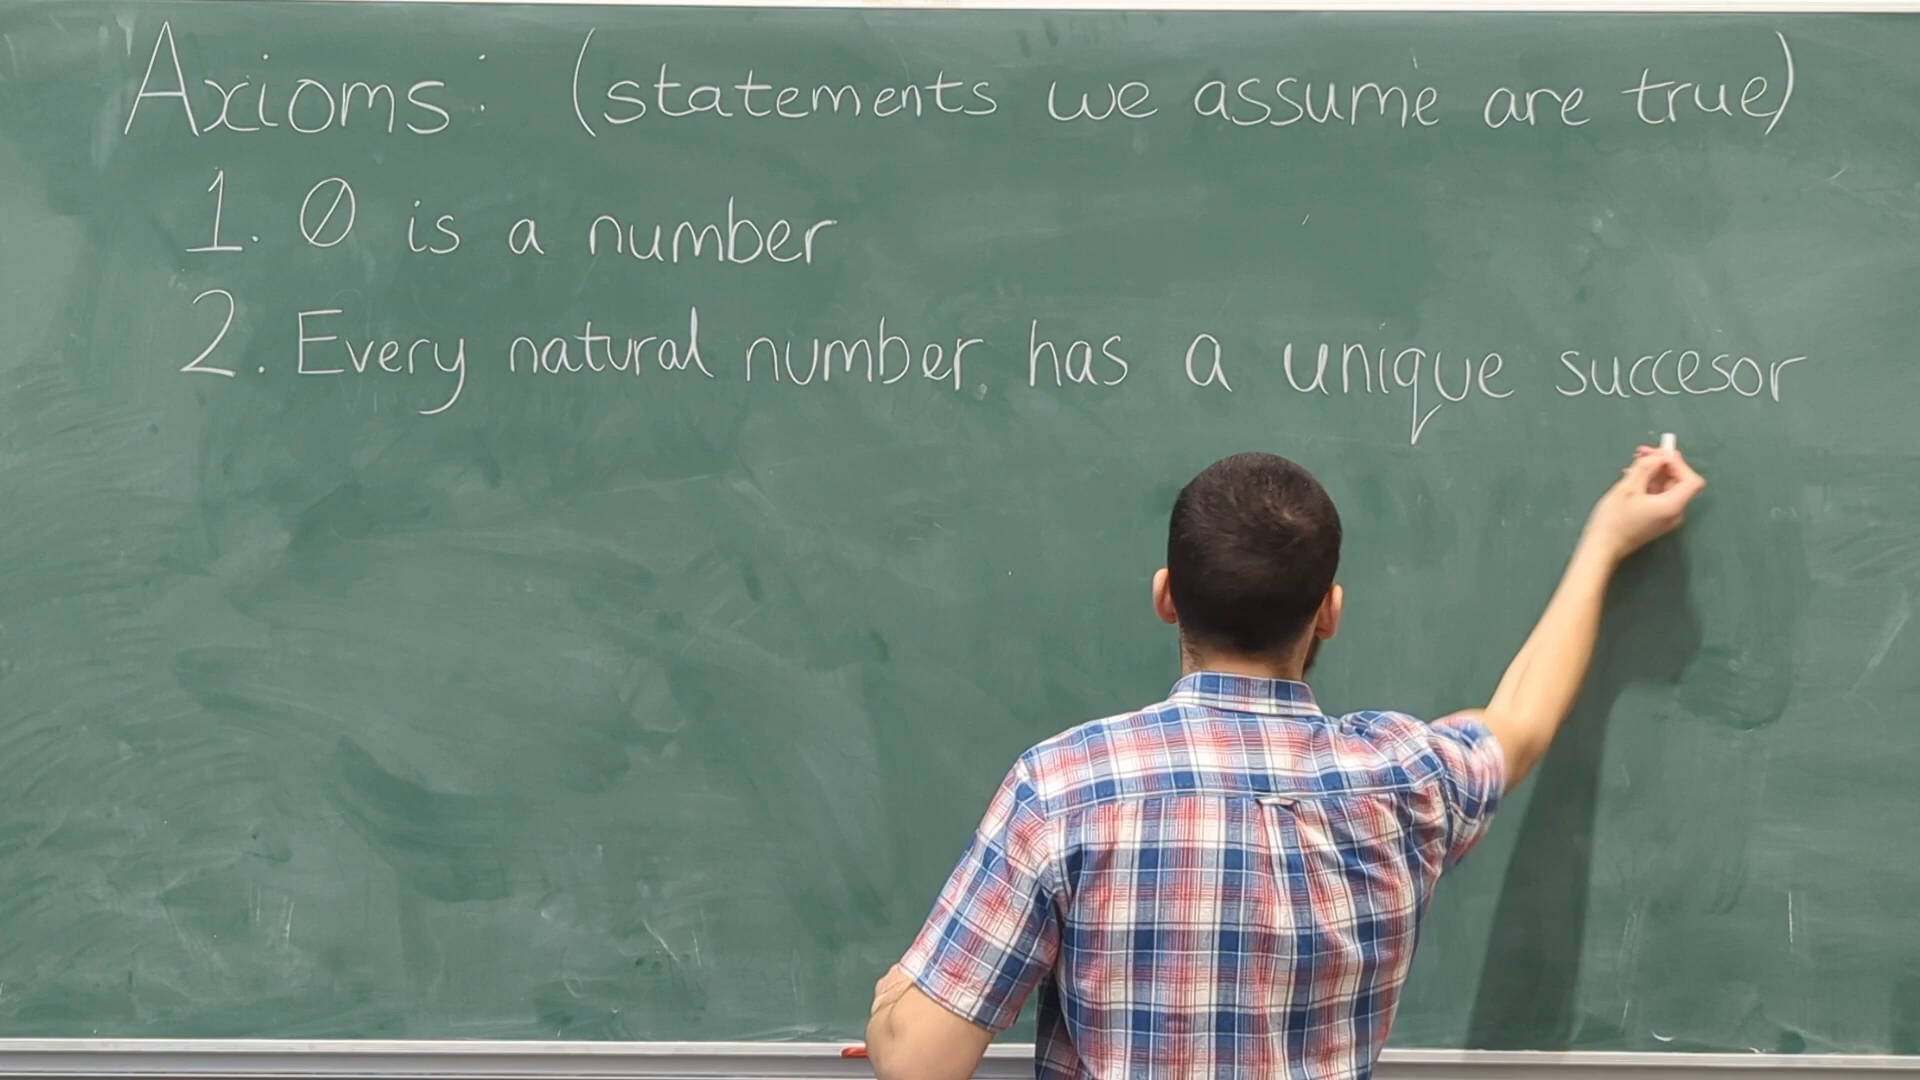 Axioms: (statements we assume are true)
1. 0 is a number
2. Every natural number has a unique succesor